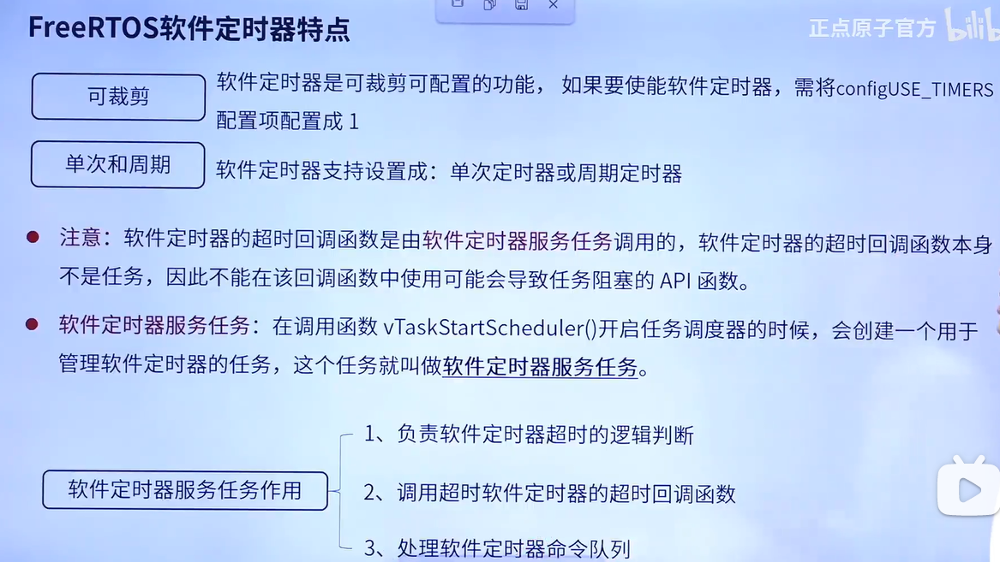 FreeRTOS软件定时器特点
正点原子官方 bilib
可裁剪
软件定时器是可裁剪可配置的功能， 如果要使能软件定时器，需将configUSE_TIMERS
配置项配置成 1
单次和周期
软件定时器支持设置成：单次定时器或周期定时器
注意：软件定时器的超时回调函数是由软件定时器服务任务调用的，软件定时器的超时回调函数本身
不是任务，因此不能在该回调函数中使用可能会导致任务阻塞的 API 函数。
软件定时器服务任务：在调用函数 vTaskStartScheduler()开启任务调度器的时候，会创建一个用于
管理软件定时器的任务，这个任务就叫做软件定时器服务任务。
软件定时器服务任务作用
1、负责软件定时器超时的逻辑判断
2、调用超时软件定时器的超时回调函数
3、处理软件定时器命令队列